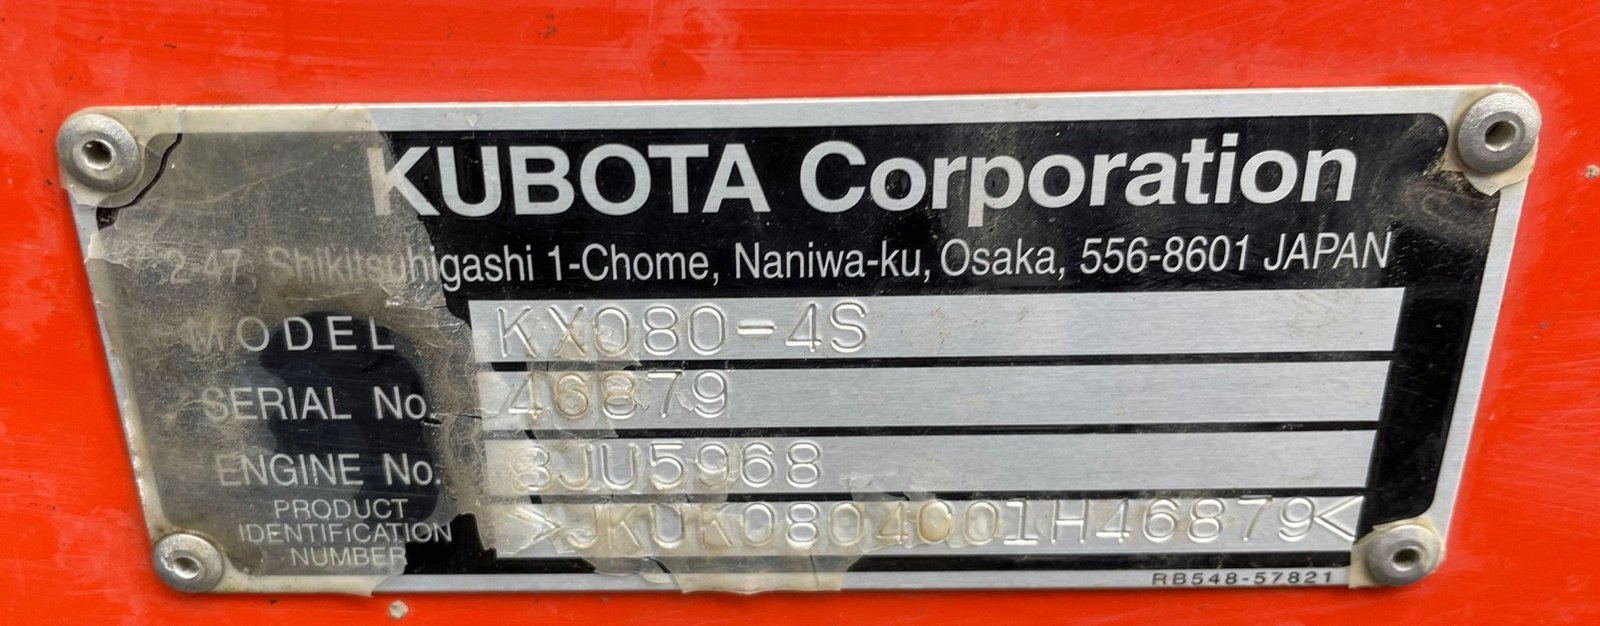 KUBOTA Corporation
2-47, Shikitsuhigashi 1-Chome, Naniwa-ku, Osaka, 556-8601 JAPAN
MODEL KX080-4S
SERIAL No. 46879
ENGINE No. 8JU5968
PRODUCT
IDENTIFICATION
NUMBER >JKUK0804C01H46879<
RB548-57821